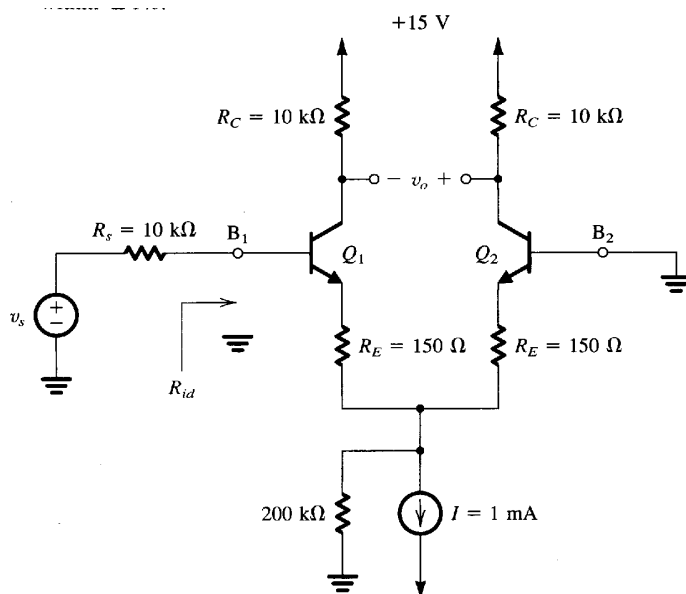 +15 V
R_C = 10 kΩ
R_C = 10 kΩ
− v_o +
R_s = 10 kΩ
B_1
Q_1
Q_2
B_2
v_s
+
−
R_id
R_E = 150 Ω
R_E = 150 Ω
200 kΩ
I = 1 mA